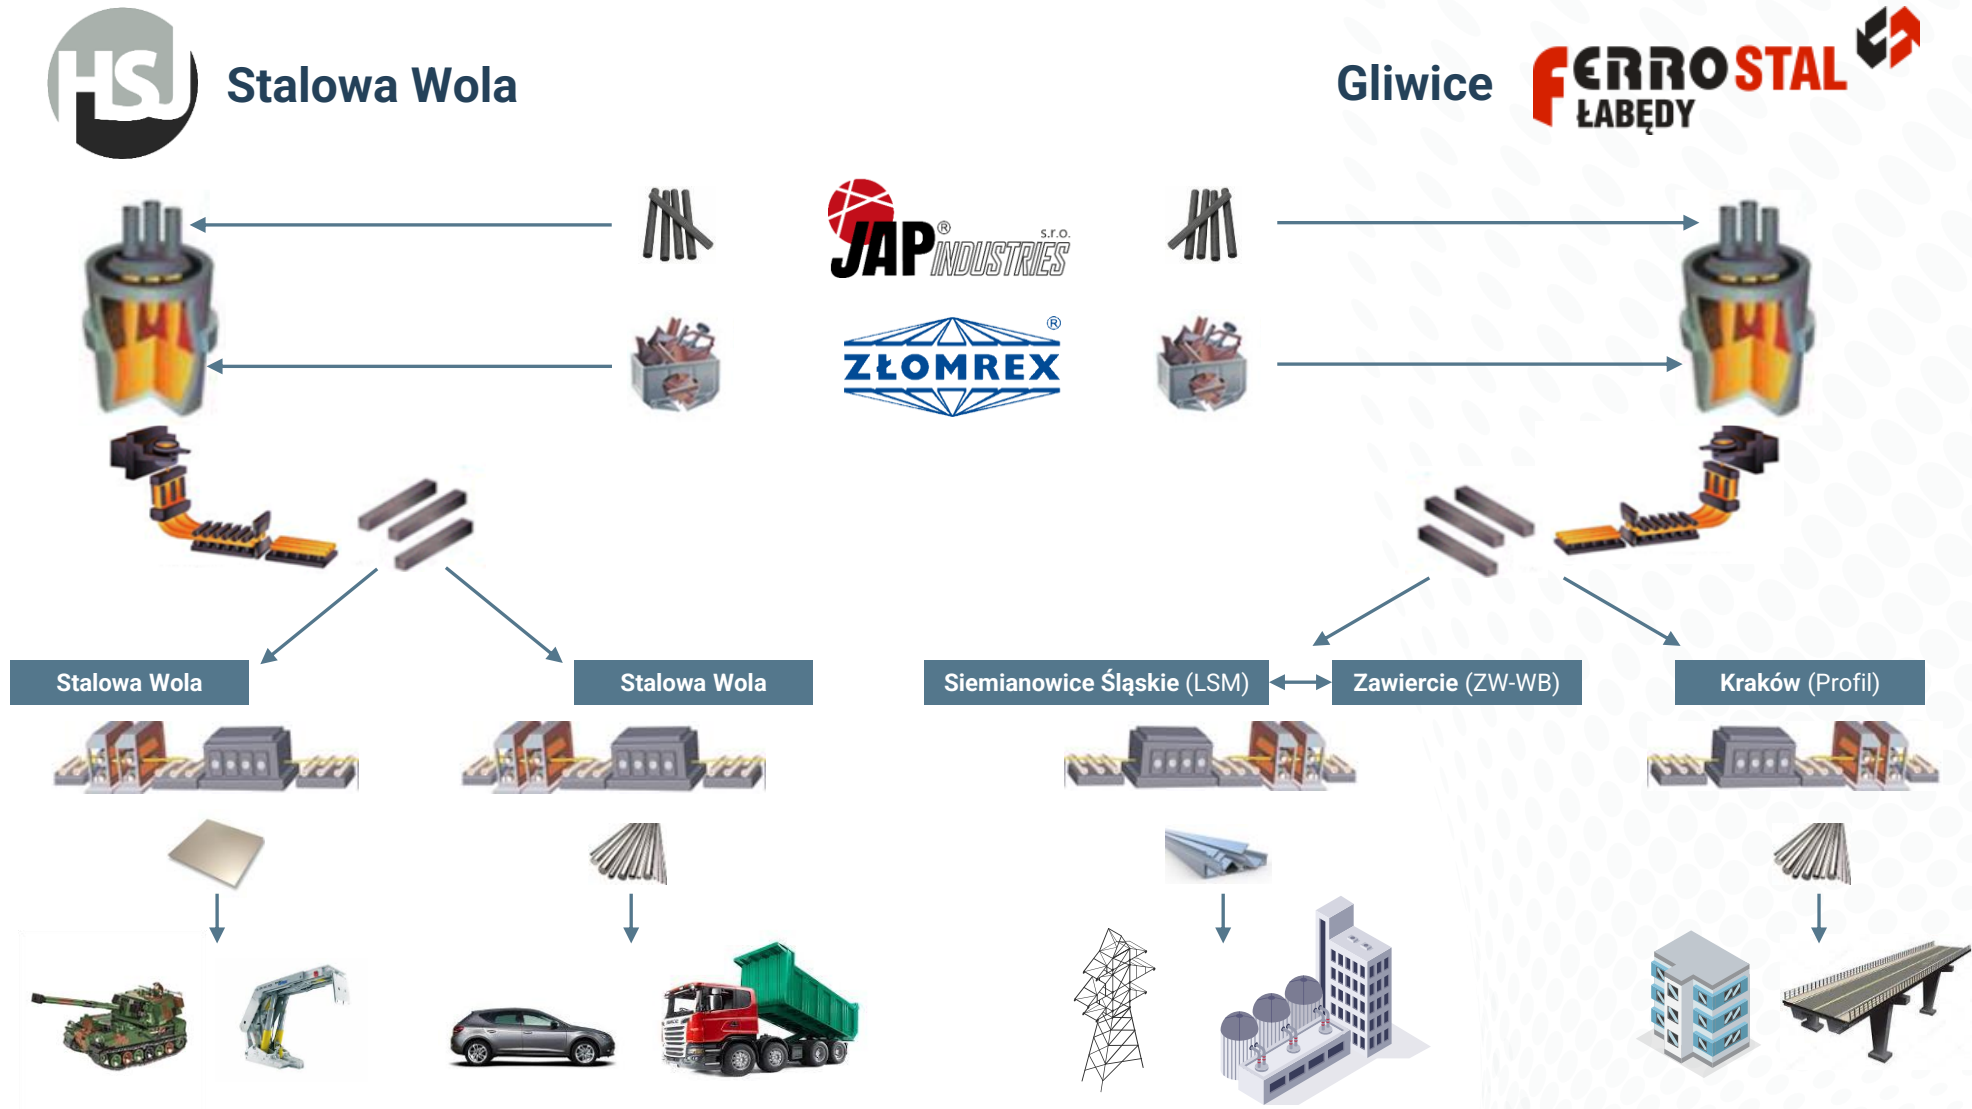 HSJ
Stalowa Wola
Gliwice
FERROSTAL
ŁABĘDY
JAP® INDUSTRIES s.r.o.
ZŁOMREX ®
Stalowa Wola
Stalowa Wola
Siemianowice Śląskie (LSM)
Zawiercie (ZW-WB)
Kraków (Profil)